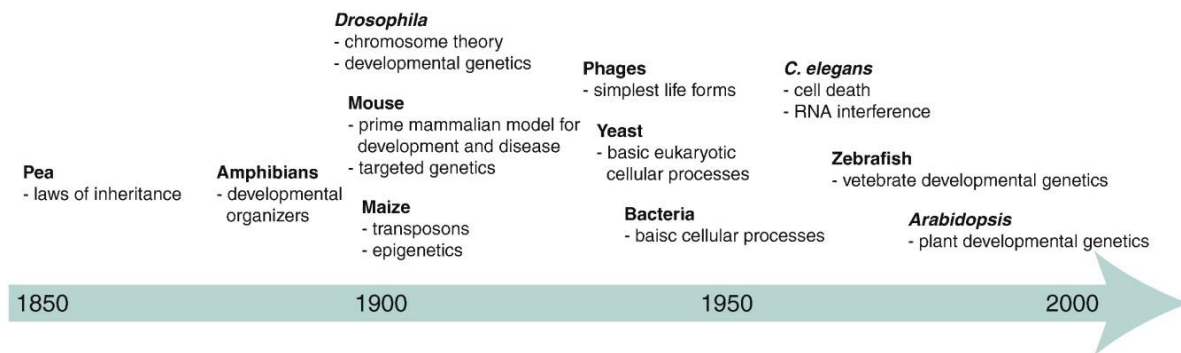 Drosophila
- chromosome theory
- developmental genetics
Phages
- simplest life forms
C. elegans
- cell death
- RNA interference
Mouse
- prime mammalian model for
development and disease
- targeted genetics
Yeast
- basic eukaryotic
cellular processes
Zebrafish
- vetebrate developmental genetics
Pea
- laws of inheritance
Amphibians
- developmental
organizers
Maize
- transposons
- epigenetics
Bacteria
- baisc cellular processes
Arabidopsis
- plant developmental genetics
1850
1900
1950
2000